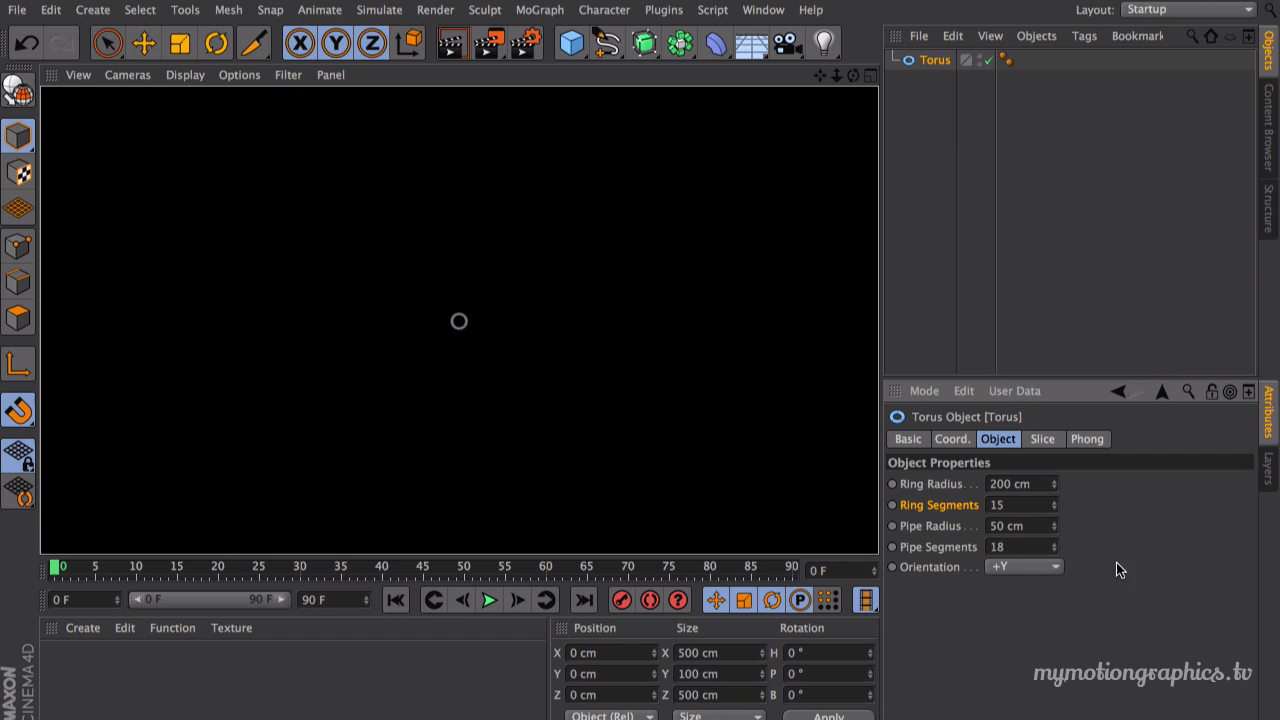 File Edit Create Select Tools Mesh Snap Animate Simulate Render Sculpt MoGraph Character Plugins Script Window Help Layout: Startup
X Y Z
File Edit View Objects Tags Bookmark
View Cameras Display Options Filter Panel
Torus
Objects
Content Browser
Structure
Mode Edit User Data
Attributes
Layers
Torus Object [Torus]
Basic Coord. Object Slice Phong
Object Properties
Ring Radius... 200 cm
Ring Segments 15
Pipe Radius... 50 cm
Pipe Segments 18
Orientation... +Y
0 5 10 15 20 25 30 35 40 45 50 55 60 65 70 75 80 85 90 0 F
0 F 0 F 90 F 90 F ? P
Create Edit Function Texture
Position Size Rotation
X 0 cm X 500 cm H 0 °
Y 0 cm Y 100 cm P 0 °
Z 0 cm Z 500 cm B 0 °
Object (Rel) Size Apply
MAXON
CINEMA 4D
mymotiongraphics.tv